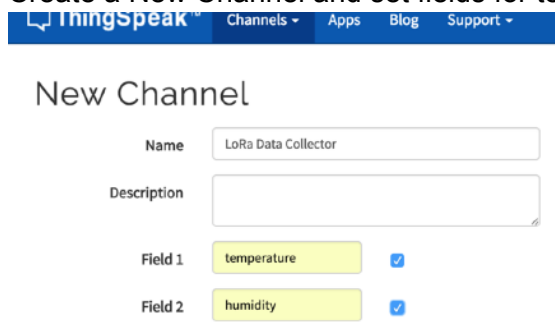 Create a New Channel and set fields for
ThingSpeak™ Channels Apps Blog Support
New Channel
Name LoRa Data Collector
Description
Field 1 temperature
Field 2 humidity